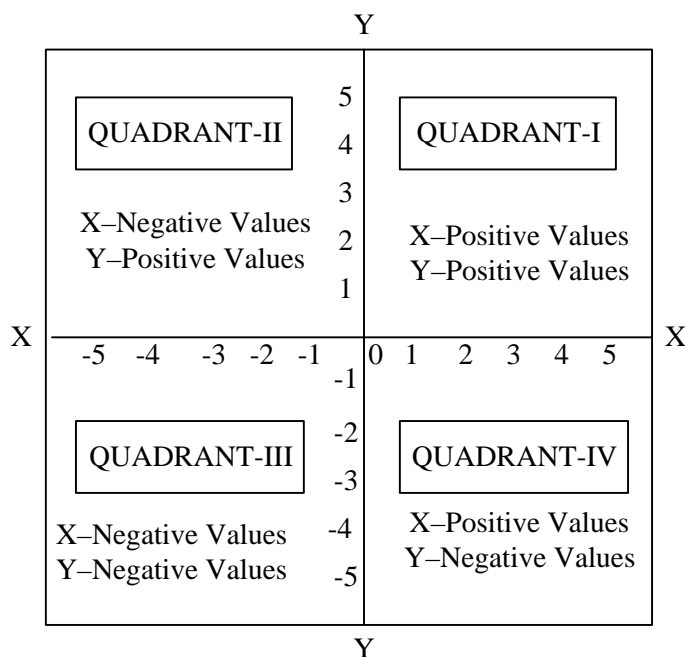 Y
5
QUADRANT-II
QUADRANT-I
4
3
X–Negative Values
Y–Positive Values
2
X–Positive Values
Y–Positive Values
1
X
X
-5 -4 -3 -2 -1 0 1 2 3 4 5
-1
-2
QUADRANT-III
QUADRANT-IV
-3
X–Negative Values
Y–Negative Values
-4
X–Positive Values
Y–Negative Values
-5
Y